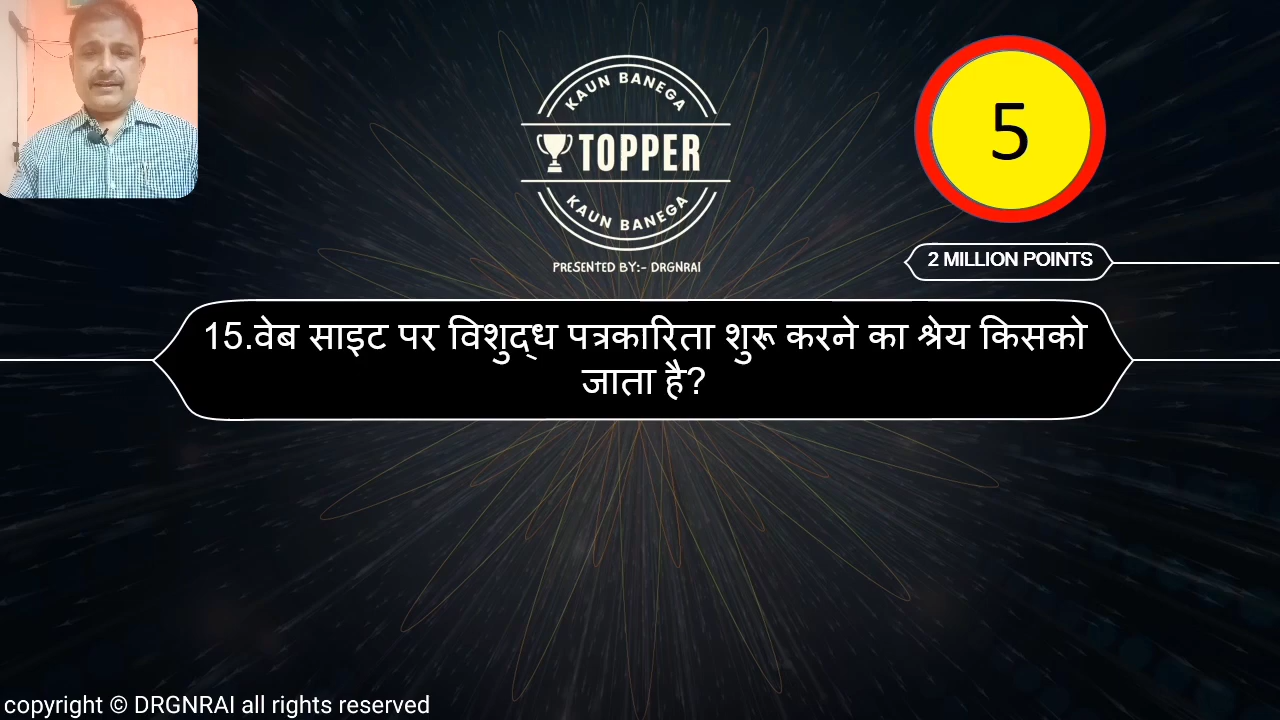 KAUN BANEGA
TOPPER
KAUN BANEGA
PRESENTED BY:- DRGNRAI
5
2 MILLION POINTS
15.वेब साइट पर विशुद्ध पत्रकारिता शुरू करने का श्रेय किसको
जाता है?
copyright © DRGNRAI all rights reserved